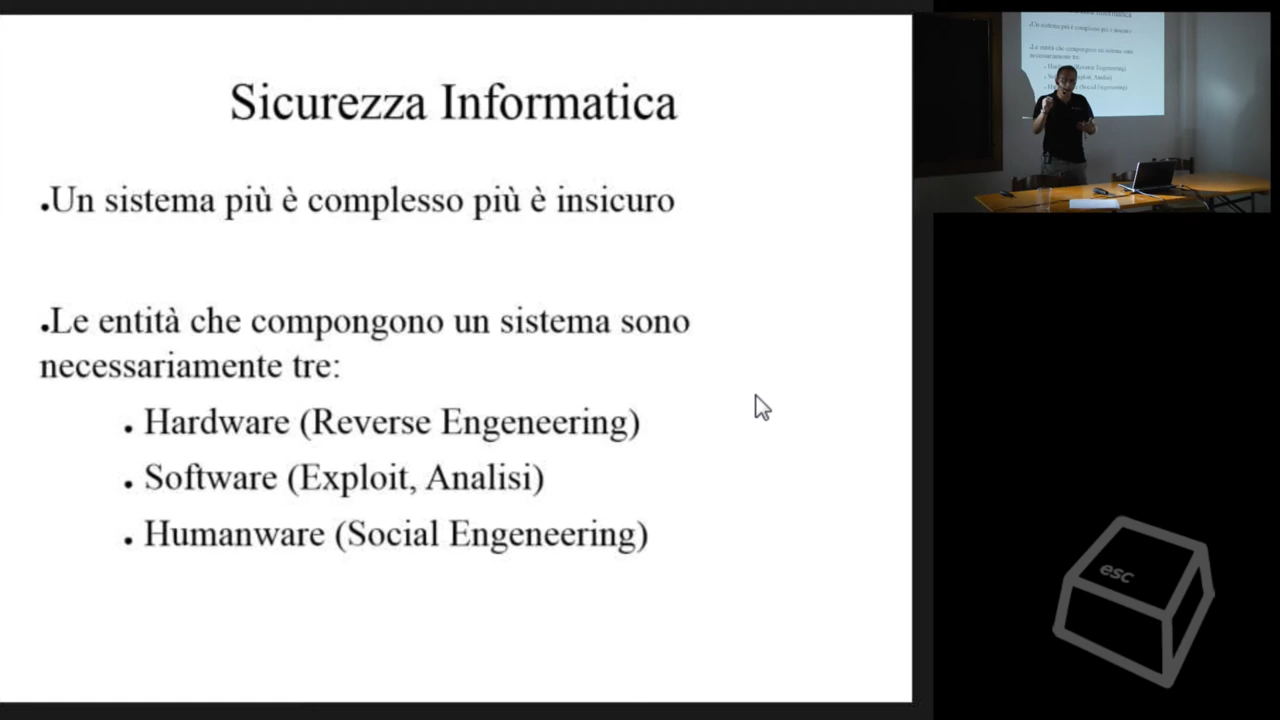 Sicurezza Informatica
.Un sistema più è complesso più è insicuro
.Le entità che compongono un sistema sono
necessariamente tre:
. Hardware (Reverse Engeneering)
. Software (Exploit, Analisi)
. Humanware (Social Engeneering)
esc